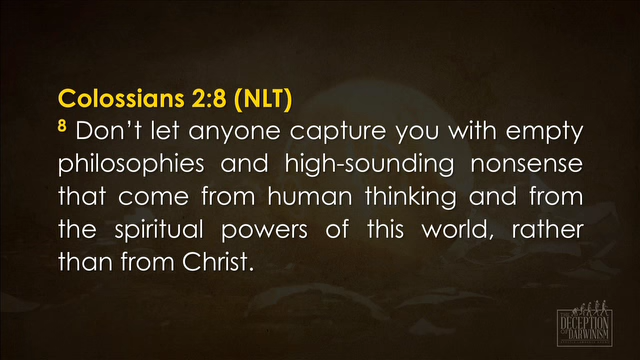 Colossians 2:8 (NLT)
8 Don’t let anyone capture you with empty
philosophies and high-sounding nonsense
that come from human thinking and from
the spiritual powers of this world, rather
than from Christ.
DECEPTION
OF DARWINISM